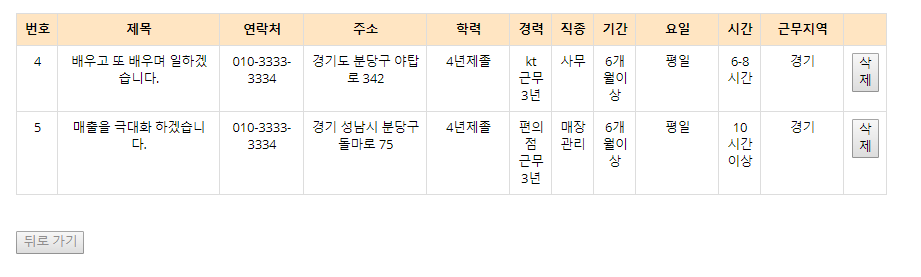 번호 제목 연락처 주소 학력 경력 직종 기간 요일 시간 근무지역
4 배우고 또 배우며 일하겠 010-3333- 경기도 분당구 야탑 4년제졸 kt 사무 6개 평일 6-8 경기 삭
습니다. 3334 로 342 근무 월이 시간 제
3년 상
5 매출을 극대화 하겠습니 010-3333- 경기 성남시 분당구 4년제졸 편의 매장 6개 평일 10 경기 삭
다. 3334 돌마로 75 점 관리 월이 시간 제
근무 상 이상
3년
뒤로 가기